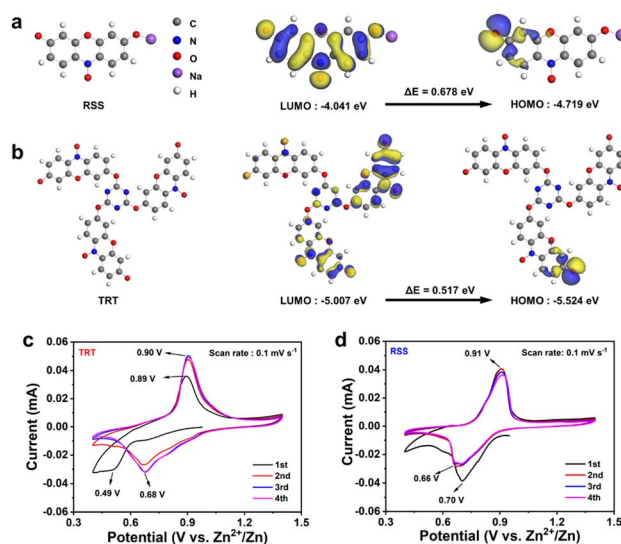 a
C
N
O
Na
H
RSS
LUMO : -4.041 eV
ΔE = 0.678 eV
HOMO : -4.719 eV
b
TRT
LUMO : -5.007 eV
ΔE = 0.517 eV
HOMO : -5.524 eV
c
TRT
0.90 V
Scan rate : 0.1 mV s⁻¹
0.89 V
0.49 V
0.68 V
1st
2nd
3rd
4th
0.06
0.04
0.02
0.00
-0.02
-0.04
-0.06
Current (mA)
0.3 0.6 0.9 1.2 1.5
Potential (V vs. Zn²⁺/Zn)
d
RSS
0.91 V
Scan rate: 0.1 mV s⁻¹
0.66 V
0.70 V
1st
2nd
3rd
4th
0.06
0.04
0.02
0.00
-0.02
-0.04
-0.06
Current (mA)
0.3 0.6 0.9 1.2 1.5
Potential (V vs. Zn²⁺/Zn)